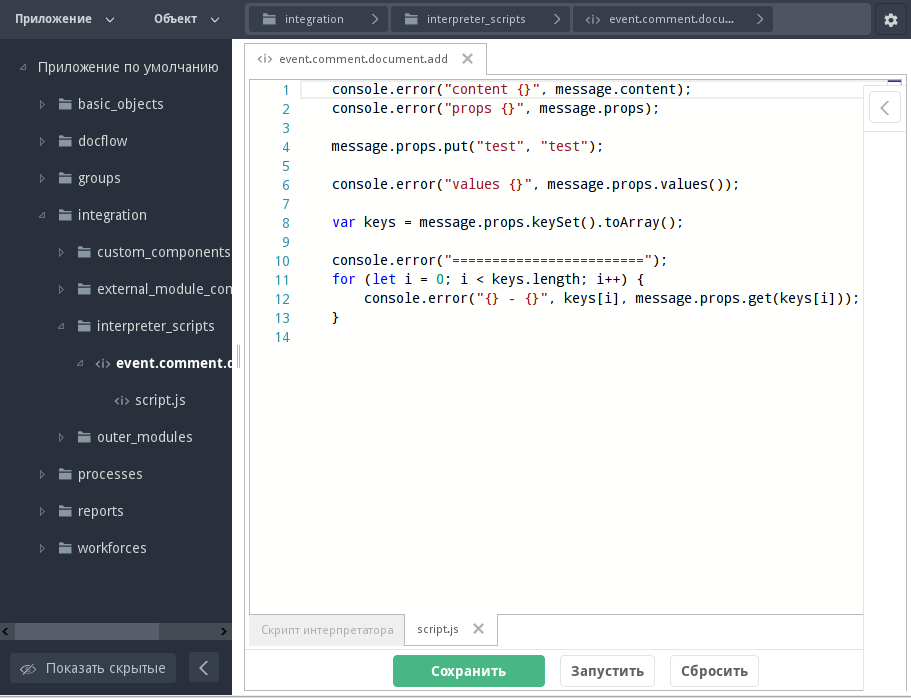 Приложение
Объект
integration
interpreter_scripts
event.comment.docu...
Приложение по умолчанию
basic_objects
docflow
groups
integration
custom_components
external_module_con
interpreter_scripts
event.comment.d
script.js
outer_modules
processes
reports
workforces
Показать скрытые
event.comment.document.add
1 console.error("content {}", message.content);
2 console.error("props {}", message.props);
3
4 message.props.put("test", "test");
5
6 console.error("values {}", message.props.values());
7
8 var keys = message.props.keySet().toArray();
9
10 console.error("========================");
11 for (let i = 0; i < keys.length; i++) {
12 console.error("{} - {}", keys[i], message.props.get(keys[i]));
13 }
14
Скрипт интерпретатора
script.js
Сохранить
Запустить
Сбросить